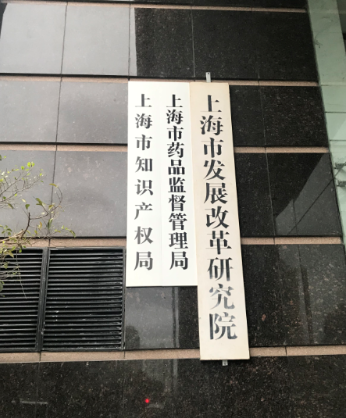 上海市发展改革研究院
上海市药品监督管理局
上海市知识产权局